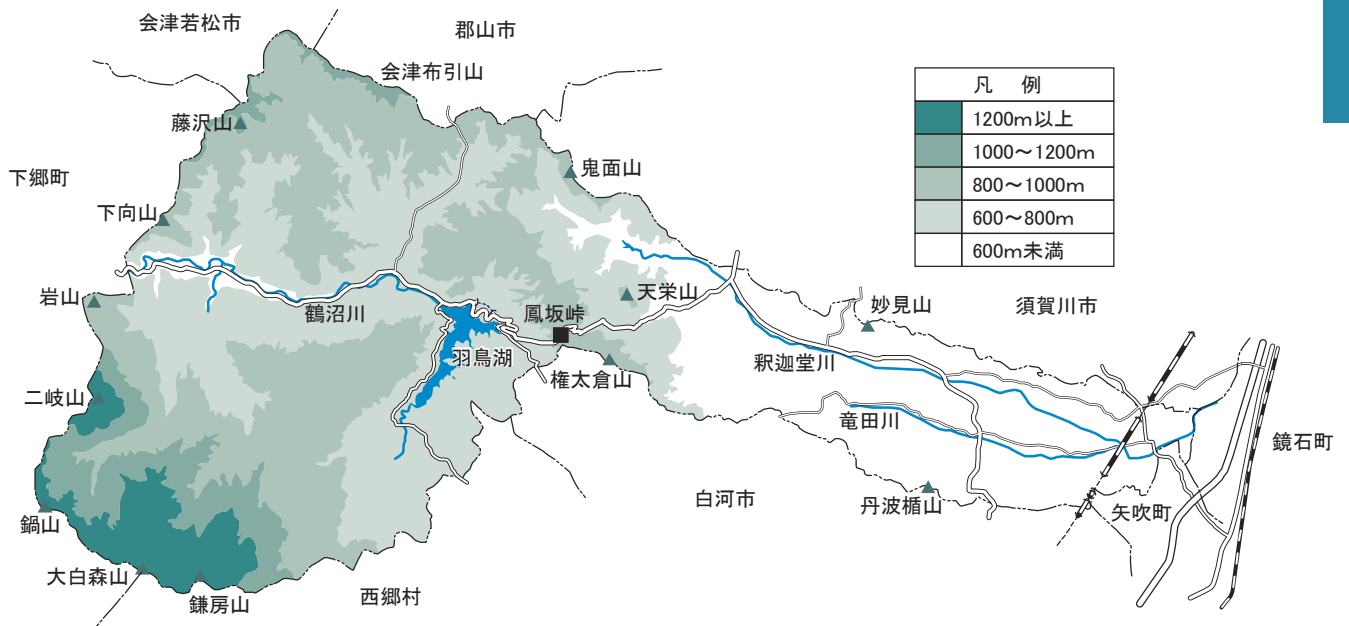 会津若松市
郡山市
会津布引山
凡 例
1200m以上
1000〜1200m
800〜1000m
600〜800m
600m未満
藤沢山
鬼面山
下郷町
下向山
岩山
鶴沼川
天栄山
鳳坂峠
妙見山
須賀川市
羽鳥湖
権太倉山
釈迦堂川
二岐山
竜田川
鏡石町
白河市
丹波楯山
矢吹町
鍋山
大白森山
鎌房山
西郷村